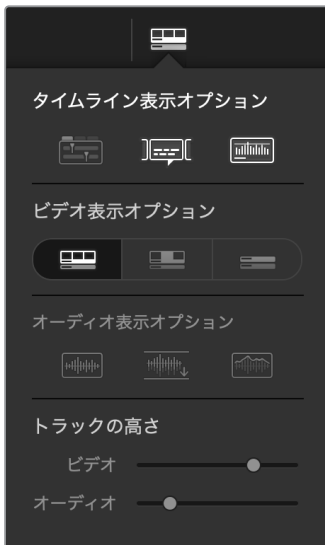 タイムライン表示オプション
ビデオ表示オプション
オーディオ表示オプション
トラックの高さ
ビデオ
オーディオ